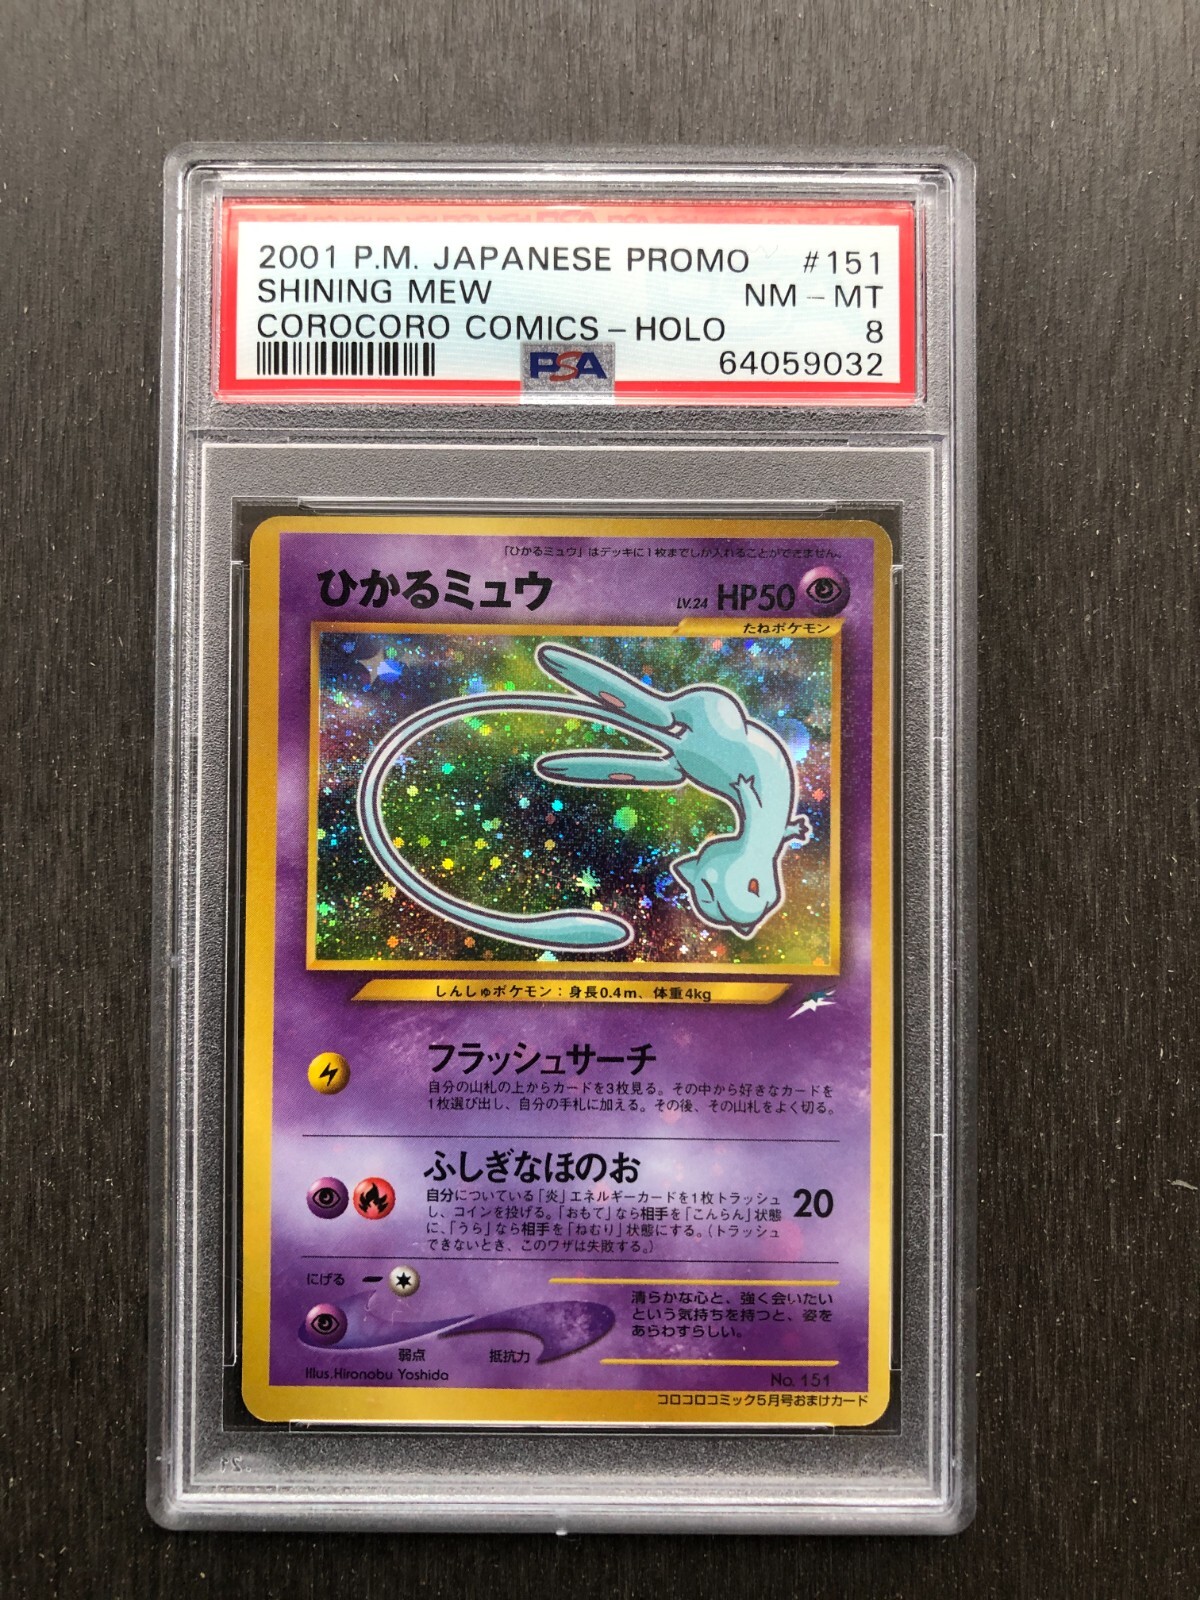 2001 P.M. JAPANESE PROMO #151
SHINING MEW NM - MT
COROCORO COMICS - HOLO 8
PSA 64059032
「ひかるミュウ」はデッキに1枚までしか入れることができません。
ひかるミュウ LV.24 HP50
たねポケモン
しんしゅポケモン：身長0.4m、体重4kg
フラッシュサーチ
自分の山札の上からカードを3枚見る。その中から好きなカードを
1枚選び出し、自分の手札に加える。その後、その山札をよく切る。
ふしぎなほのお
自分についている「炎」エネルギーカードを1枚トラッシュ
し、コインを投げる。「おもて」なら相手を「こんらん」状態
に、「うら」なら相手を「ねむり」状態にする。（トラッシュ
できないとき、このワザは失敗する。）
20
にげる
清らかな心と、強く会いたい
という気持ちを持つと、姿を
あらわすらしい。
弱点 抵抗力
Illus.Hironobu Yoshida
No. 151
コロコロコミック5月号おまけカード